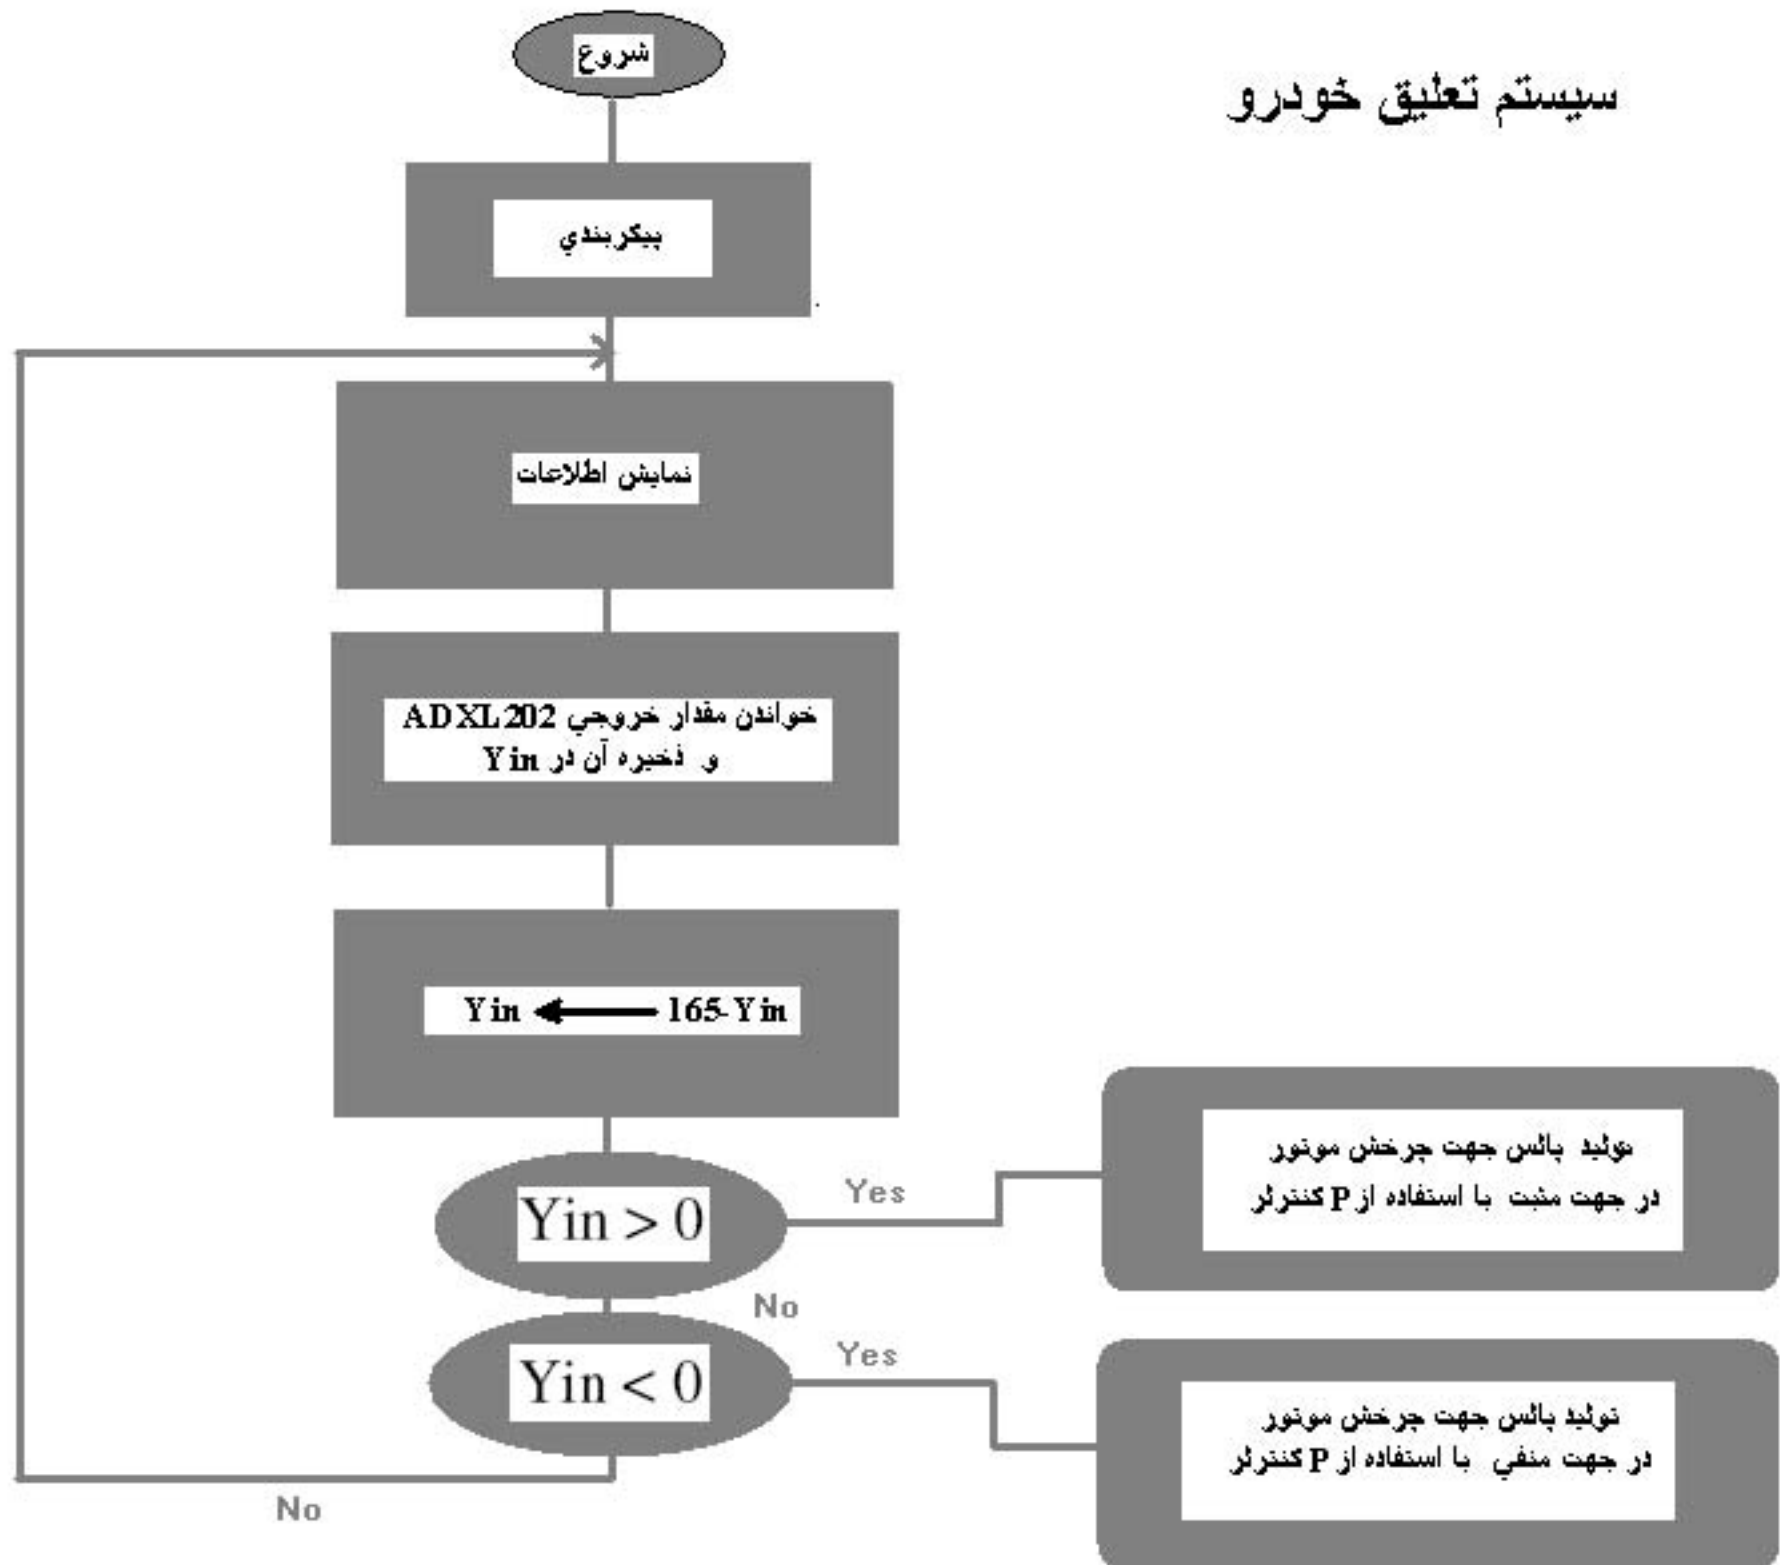 سیستم تعلیق خودرو
شروع
پیکربندي
نمایش اطلاعات
خواندن مقدار خروجي ADXL202
و ذخیره آن در Yin
Yin ← 165-Yin
Yin > 0
Yes
تولید پالس جهت چرخش موتور
در جهت مثبت با استفاده از P کنترلر
No
Yin < 0
Yes
تولید پالس جهت چرخش موتور
در جهت منفي با استفاده از P کنترلر
No